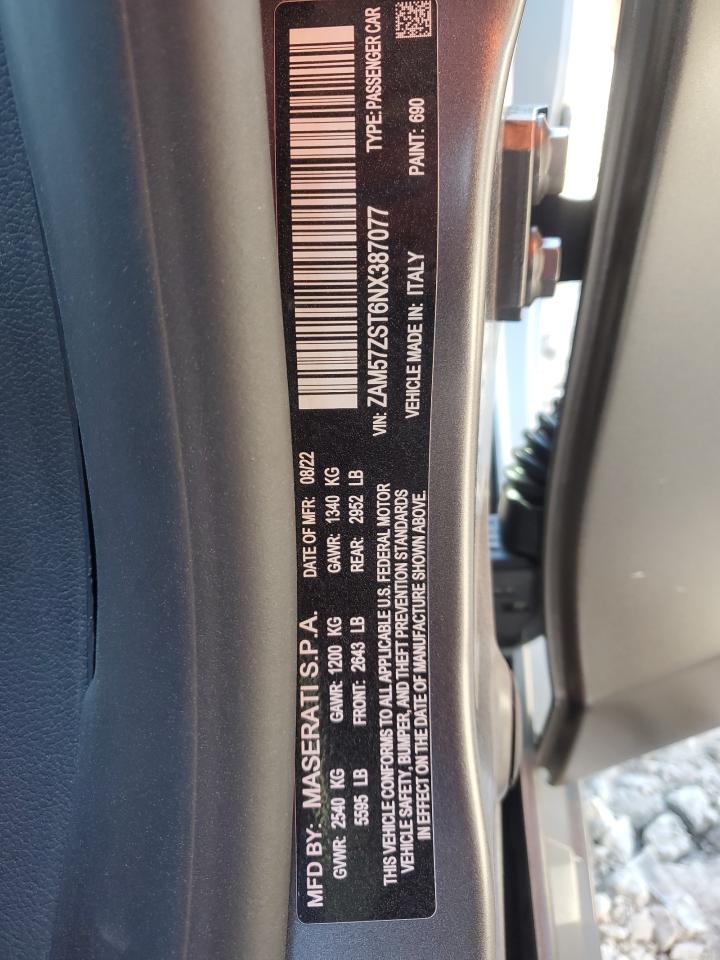 MFD BY: MASERATI S.P.A. DATE OF MFR: 08/22
GVWR: 2540 KG GAWR: 1200 KG GAWR: 1340 KG
5595 LB FRONT: 2643 LB REAR: 2952 LB
THIS VEHICLE CONFORMS TO ALL APPLICABLE U.S. FEDERAL MOTOR
VEHICLE SAFETY, BUMPER, AND THEFT PREVENTION STANDARDS
IN EFFECT ON THE DATE OF MANUFACTURE SHOWN ABOVE.
VIN: ZAM57ZST6NX387077 TYPE: PASSENGER CAR
VEHICLE MADE IN: ITALY PAINT: 690